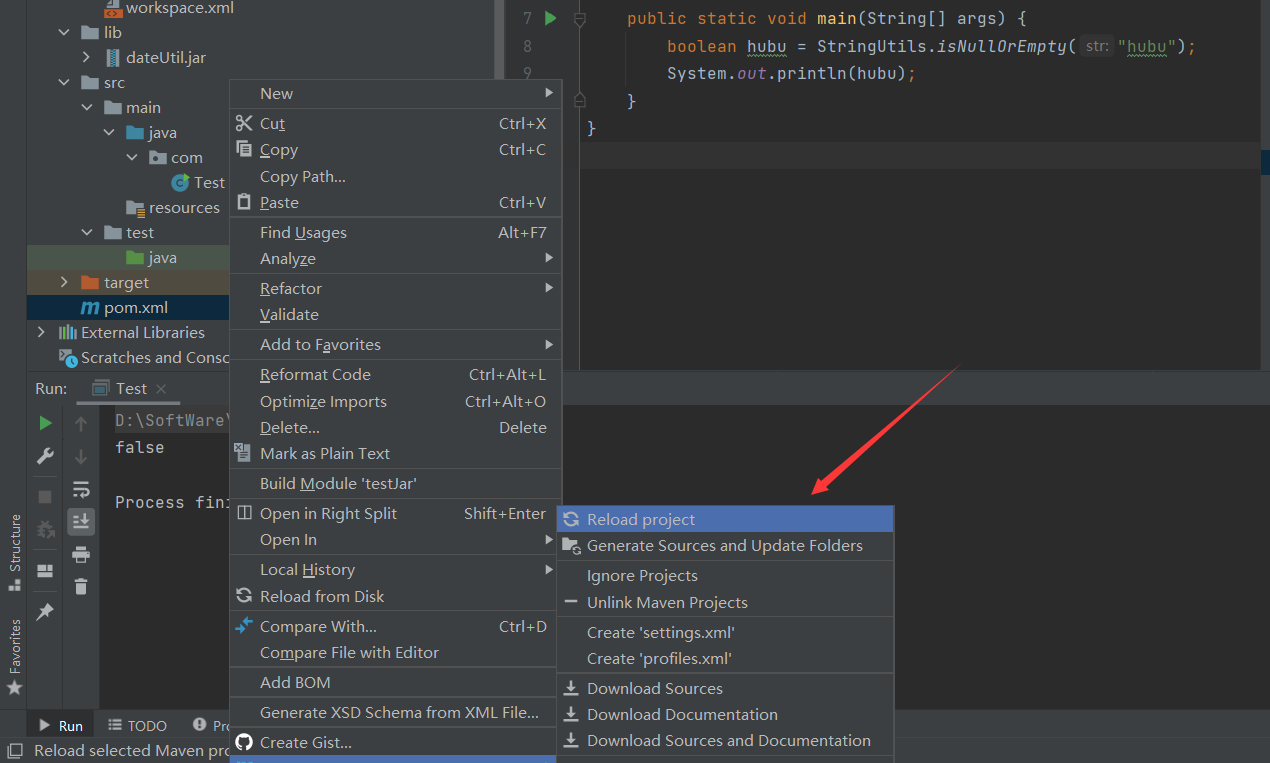 workspace.xml
lib
dateUtil.jar
src
main
java
com
Test
resources
test
java
target
pom.xml
External Libraries
Scratches and Conso
7 public static void main(String[] args) {
8 boolean hubu = StringUtils.isNullOrEmpty( str: "hubu");
9 System.out.println(hubu);
}
}
New
Cut Ctrl+X
Copy Ctrl+C
Copy Path...
Paste Ctrl+V
Find Usages Alt+F7
Analyze
Refactor
Validate
Add to Favorites
Reformat Code Ctrl+Alt+L
Optimize Imports Ctrl+Alt+O
Delete... Delete
Mark as Plain Text
Build Module 'testJar'
Open in Right Split Shift+Enter
Open In
Local History
Reload from Disk
Compare With... Ctrl+D
Compare File with Editor
Add BOM
Generate XSD Schema from XML File...
Create Gist...
Reload project
Generate Sources and Update Folders
Ignore Projects
Unlink Maven Projects
Create 'settings.xml'
Create 'profiles.xml'
Download Sources
Download Documentation
Download Sources and Documentation
Run: Test
D:\SoftWare\
false
Process fini
Structure
Favorites
Run TODO Pro
Reload selected Maven pro